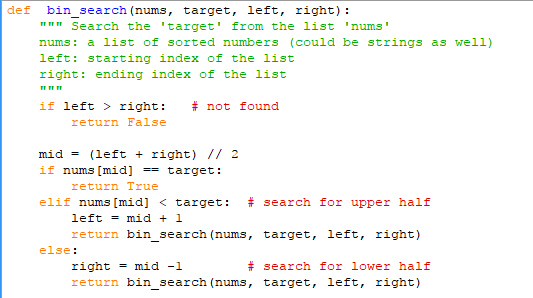 def  bin_search(nums, target, left, right):
    """ Search the 'target' from the list 'nums'
    nums: a list of sorted numbers (could be strings as well)
    left: starting index of the list
    right: ending index of the list
    """
    if left > right:   # not found
        return False

    mid = (left + right) // 2
    if nums[mid] == target:
        return True
    elif nums[mid] < target:  # search for upper half
        left = mid + 1
        return bin_search(nums, target, left, right)
    else:
        right = mid -1        # search for lower half
        return bin_search(nums, target, left, right)